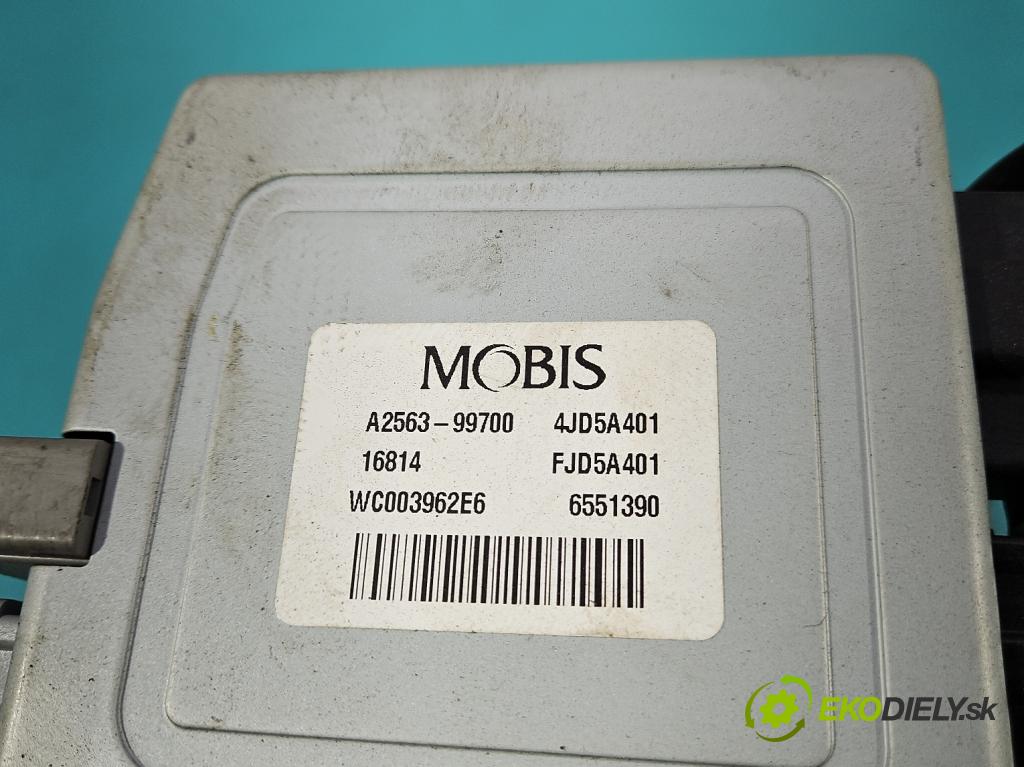 MOBIS
A2563-99700 4JD5A401
16814 FJD5A401
WC003962E6 6551390
EKODIELY.sk